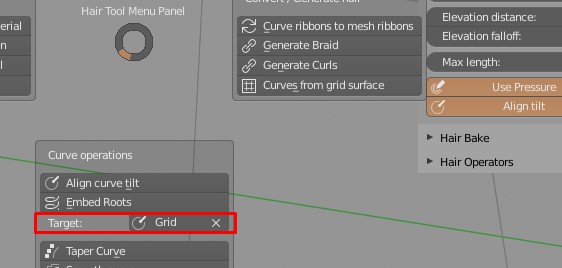 Hair Tool Menu Panel
Convert / Generate hair
erial
n
l
Curve ribbons to mesh ribbons
Generate Braid
Generate Curls
Curves from grid surface
Elevation distance:
Elevation falloff:
Max length:
Use Pressure
Align tilt
Hair Bake
Hair Operators
Curve operations
Align curve tilt
Embed Roots
Target: Grid
Taper Curve